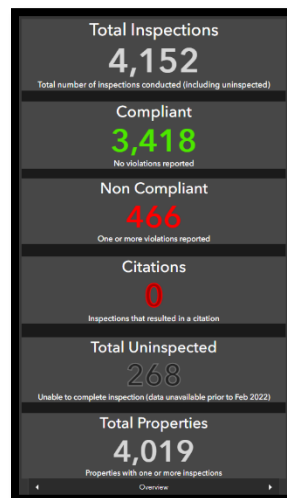 Total Inspections
4,152
Total number of inspections conducted (including uninspected)
Compliant
3,418
No violations reported
Non Compliant
466
One or more violations reported
Citations
0
Inspections that resulted in a citation
Total Uninspected
268
Unable to complete inspection (data unavailable prior to Feb 2022)
Total Properties
4,019
Properties with one or more inspections
Overview